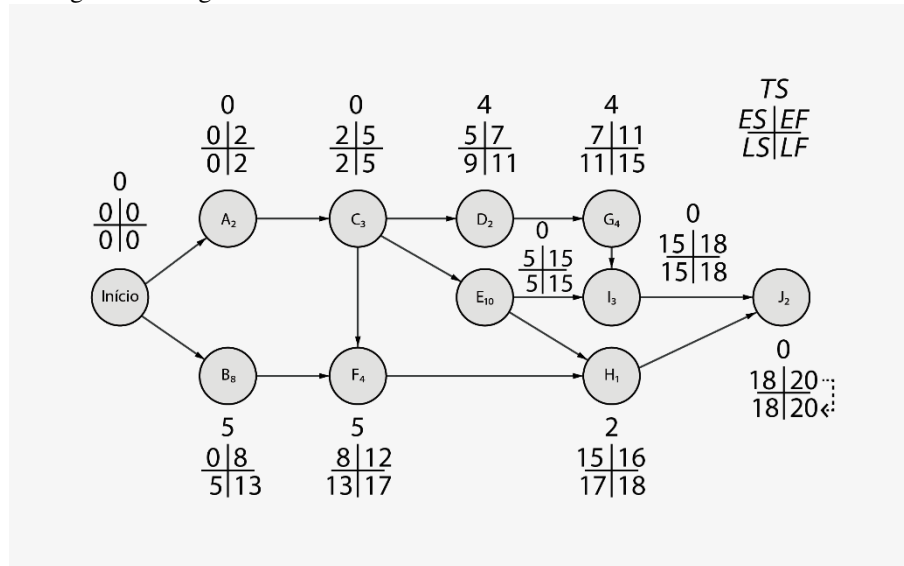 0
0
4
4
TS
0 | 2
2 | 5
5 | 7
7 | 11
ES | EF
0 | 2
2 | 5
9 | 11
11 | 15
LS | LF
0
0 | 0
0 | 0
A₂
C₃
D₂
G₄
0
5 | 15
5 | 15
0
15 | 18
15 | 18
Início
E₁₀
I₃
J₂
B₈
F₄
H₁
0
18 | 20
18 | 20
5
5
2
0 | 8
8 | 12
15 | 16
5 | 13
13 | 17
17 | 18